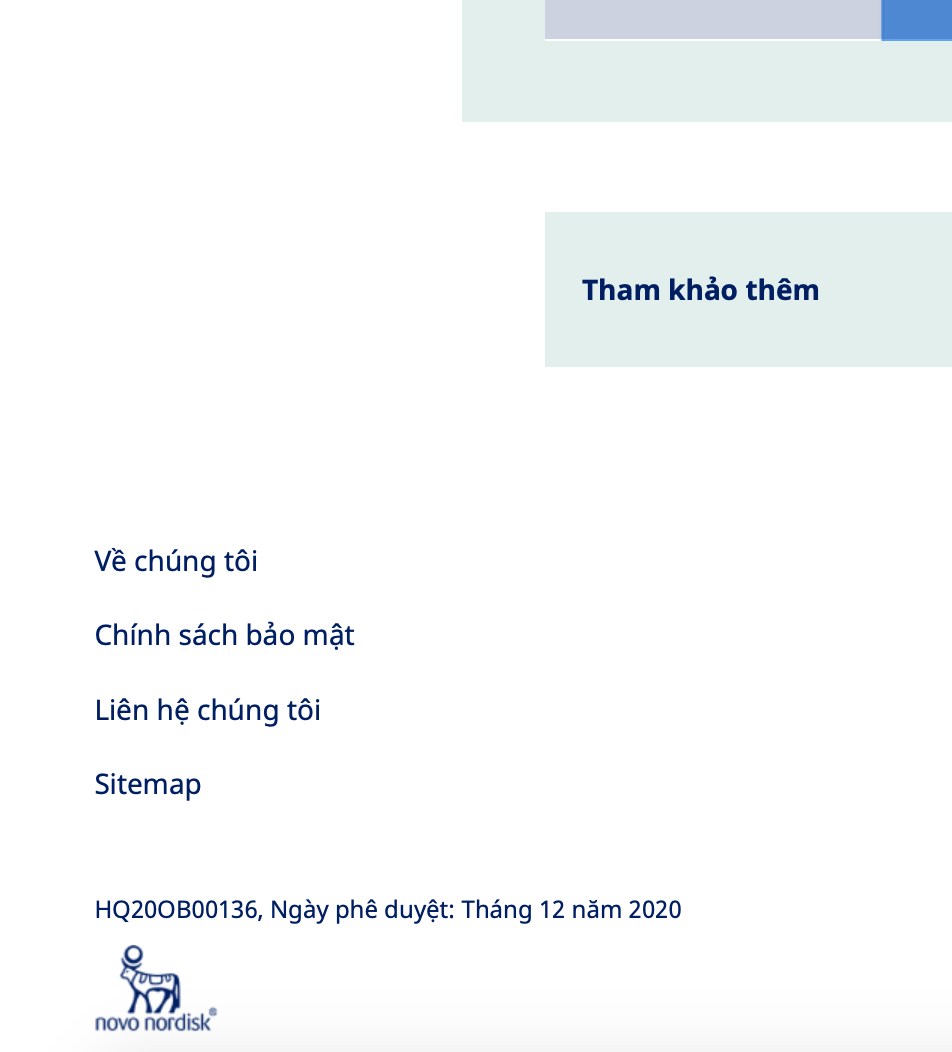 Tham khảo thêm
Về chúng tôi
Chính sách bảo mật
Liên hệ chúng tôi
Sitemap
HQ20OB00136, Ngày phê duyệt: Tháng 12 năm 2020
novo nordisk®